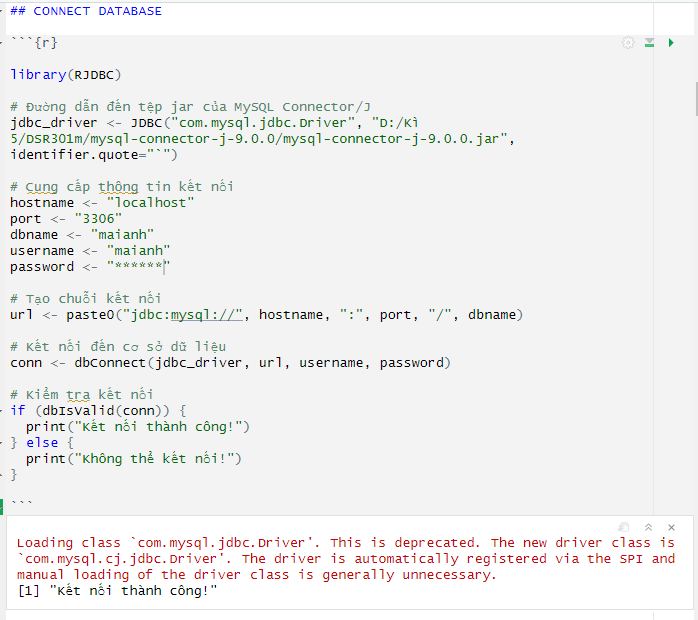 ## CONNECT DATABASE
```{r}
library(RJDBC)
# Đường dẫn đến tệp jar của MySQL Connector/J
jdbc_driver <- JDBC("com.mysql.jdbc.Driver", "D:/Kì
5/DSR301m/mysql-connector-j-9.0.0/mysql-connector-j-9.0.0.jar",
identifier.quote="`")
# Cung cấp thông tin kết nối
hostname <- "localhost"
port <- "3306"
dbname <- "maianh"
username <- "maianh"
password <- "******"
# Tạo chuỗi kết nối
url <- paste0("jdbc:mysql://", hostname, ":", port, "/", dbname)
# Kết nối đến cơ sở dữ liệu
conn <- dbConnect(jdbc_driver, url, username, password)
# Kiểm tra kết nối
if (dbIsValid(conn)) {
  print("Kết nối thành công!")
} else {
  print("Không thể kết nối!")
}
```
Loading class `com.mysql.jdbc.Driver'. This is deprecated. The new driver class is
`com.mysql.cj.jdbc.Driver'. The driver is automatically registered via the SPI and
manual loading of the driver class is generally unnecessary.
[1] "Kết nối thành công!"